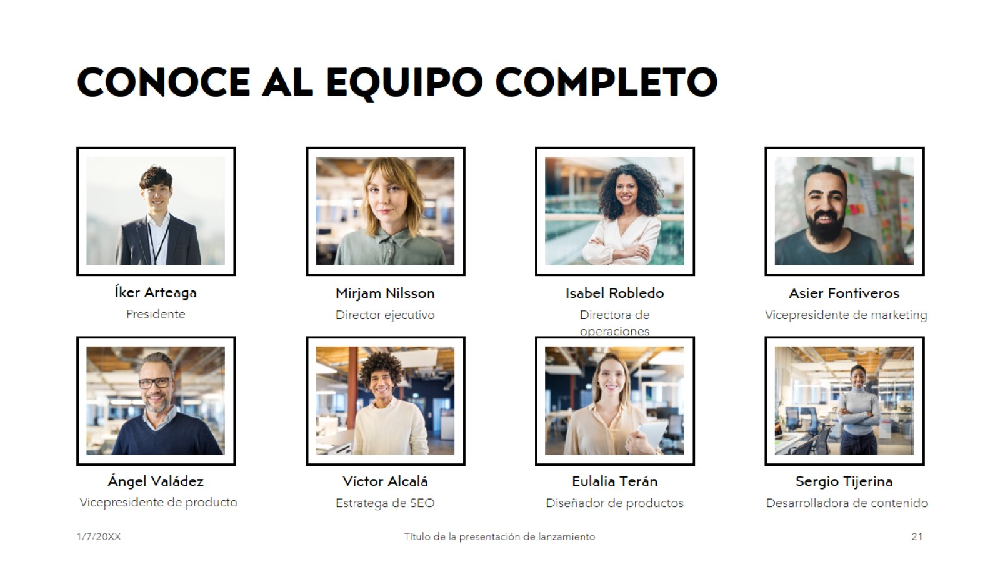 CONOCE AL EQUIPO COMPLETO
Íker Arteaga
Presidente
Mirjam Nilsson
Director ejecutivo
Isabel Robledo
Directora de
operaciones
Asier Fontiveros
Vicepresidente de marketing
Ángel Valádez
Vicepresidente de producto
Víctor Alcalá
Estratega de SEO
Eulalia Terán
Diseñador de productos
Sergio Tijerina
Desarrolladora de contenido
1/7/20XX
Título de la presentación de lanzamiento
21